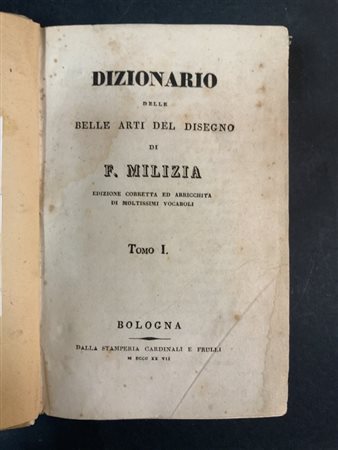 DIZIONARIO
DELLE
BELLE ARTI DEL DISEGNO
DI
F. MILIZIA
EDIZIONE CORRETTA ED ARRICCHITA
DI MOLTISSIMI VOCABOLI
TOMO I.
BOLOGNA
DALLA STAMPERIA CARDINALI E FRULLI
M DCCC XX VII